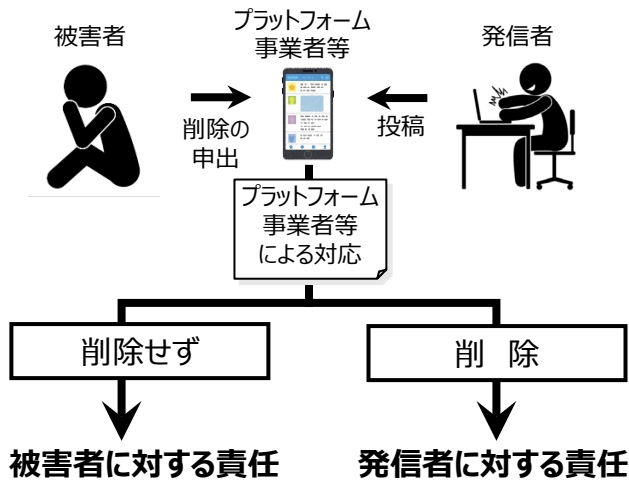 被害者
プラットフォーム
事業者等
発信者
削除の
申出
投稿
プラットフォーム
事業者等
による対応
削除せず
削　除
被害者に対する責任
発信者に対する責任